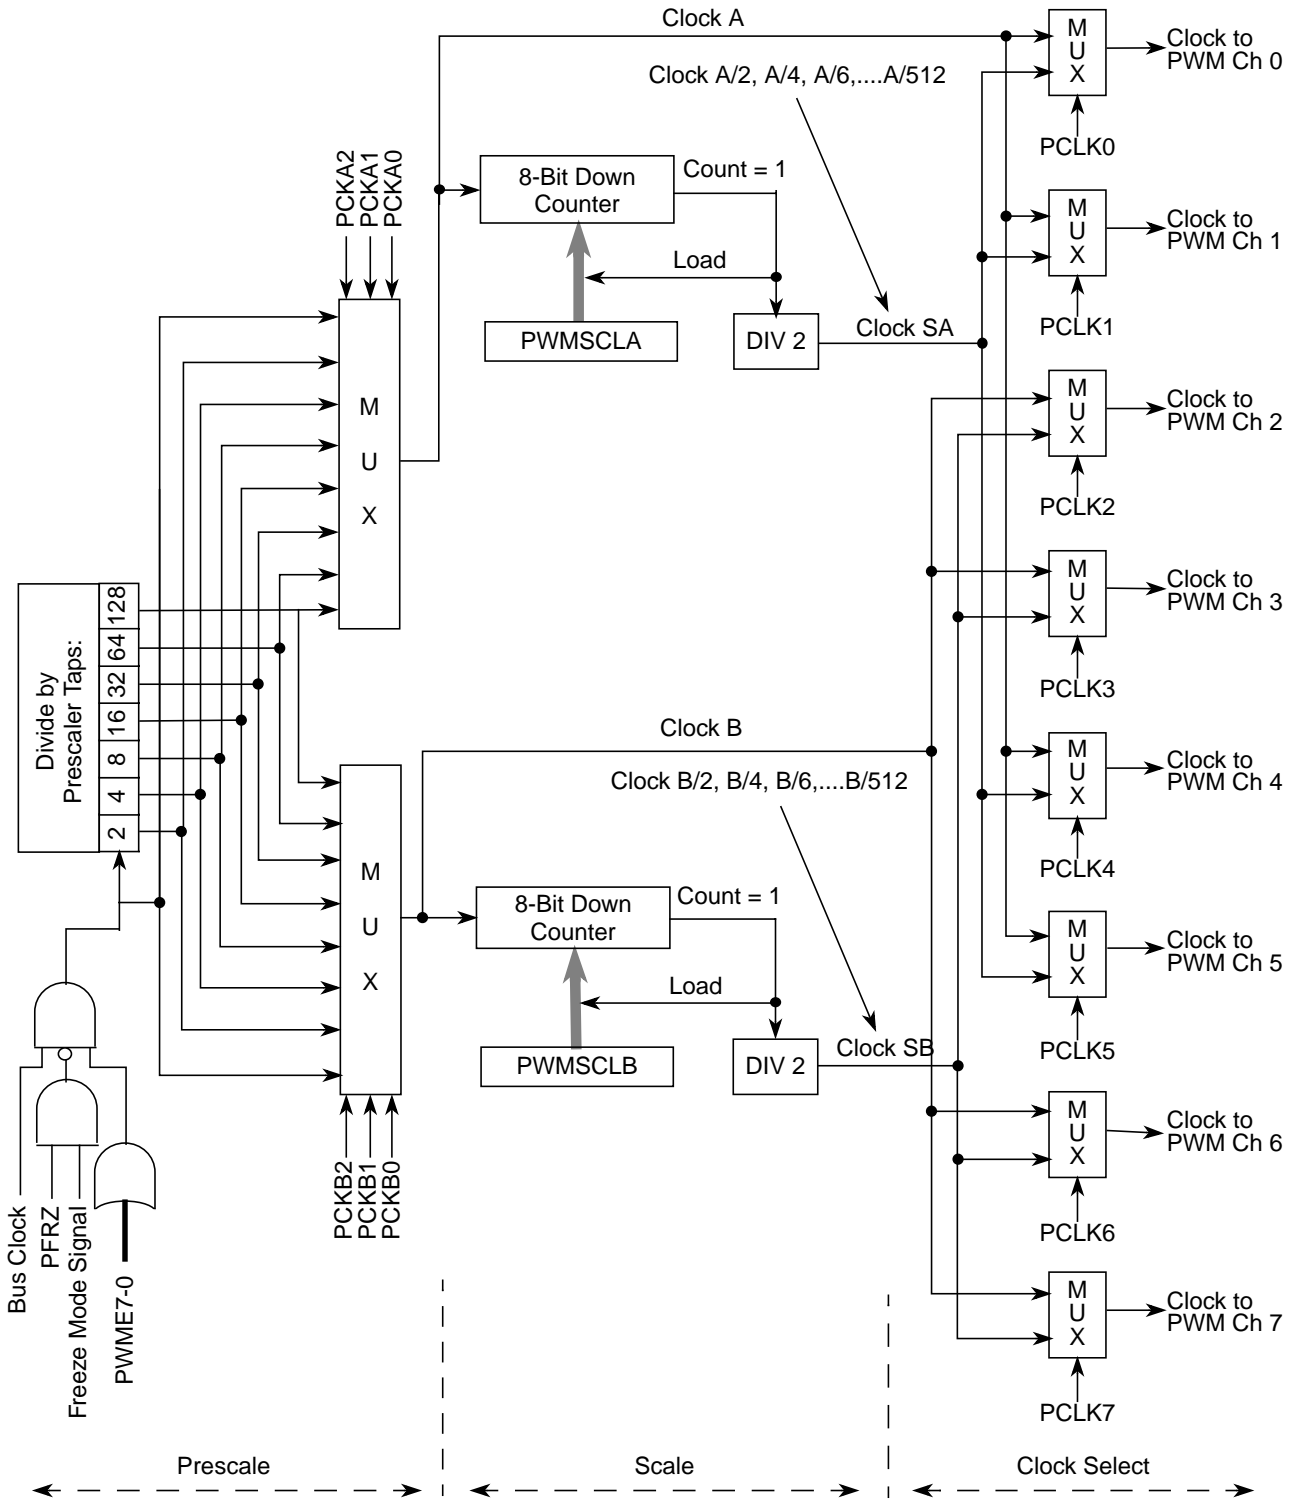 Clock A
Clock A/2, A/4, A/6,....A/512
PCKA2
PCKA1
PCKA0
8-Bit Down
Counter
Count = 1
Load
PWMSCLA
DIV 2
Clock SA
M
U
X
Divide by
Prescaler Taps:
128
64
32
16
8
4
2
M
U
X
PCKB2
PCKB1
PCKB0
Clock B
Clock B/2, B/4, B/6,....B/512
8-Bit Down
Counter
Count = 1
Load
PWMSCLB
DIV 2
Clock SB
Bus Clock
PFRZ
Freeze Mode Signal
PWME7-0
M
U
X
Clock to
PWM Ch 0
PCLK0
M
U
X
Clock to
PWM Ch 1
PCLK1
M
U
X
Clock to
PWM Ch 2
PCLK2
M
U
X
Clock to
PWM Ch 3
PCLK3
M
U
X
Clock to
PWM Ch 4
PCLK4
M
U
X
Clock to
PWM Ch 5
PCLK5
M
U
X
Clock to
PWM Ch 6
PCLK6
M
U
X
Clock to
PWM Ch 7
PCLK7
Prescale
Scale
Clock Select